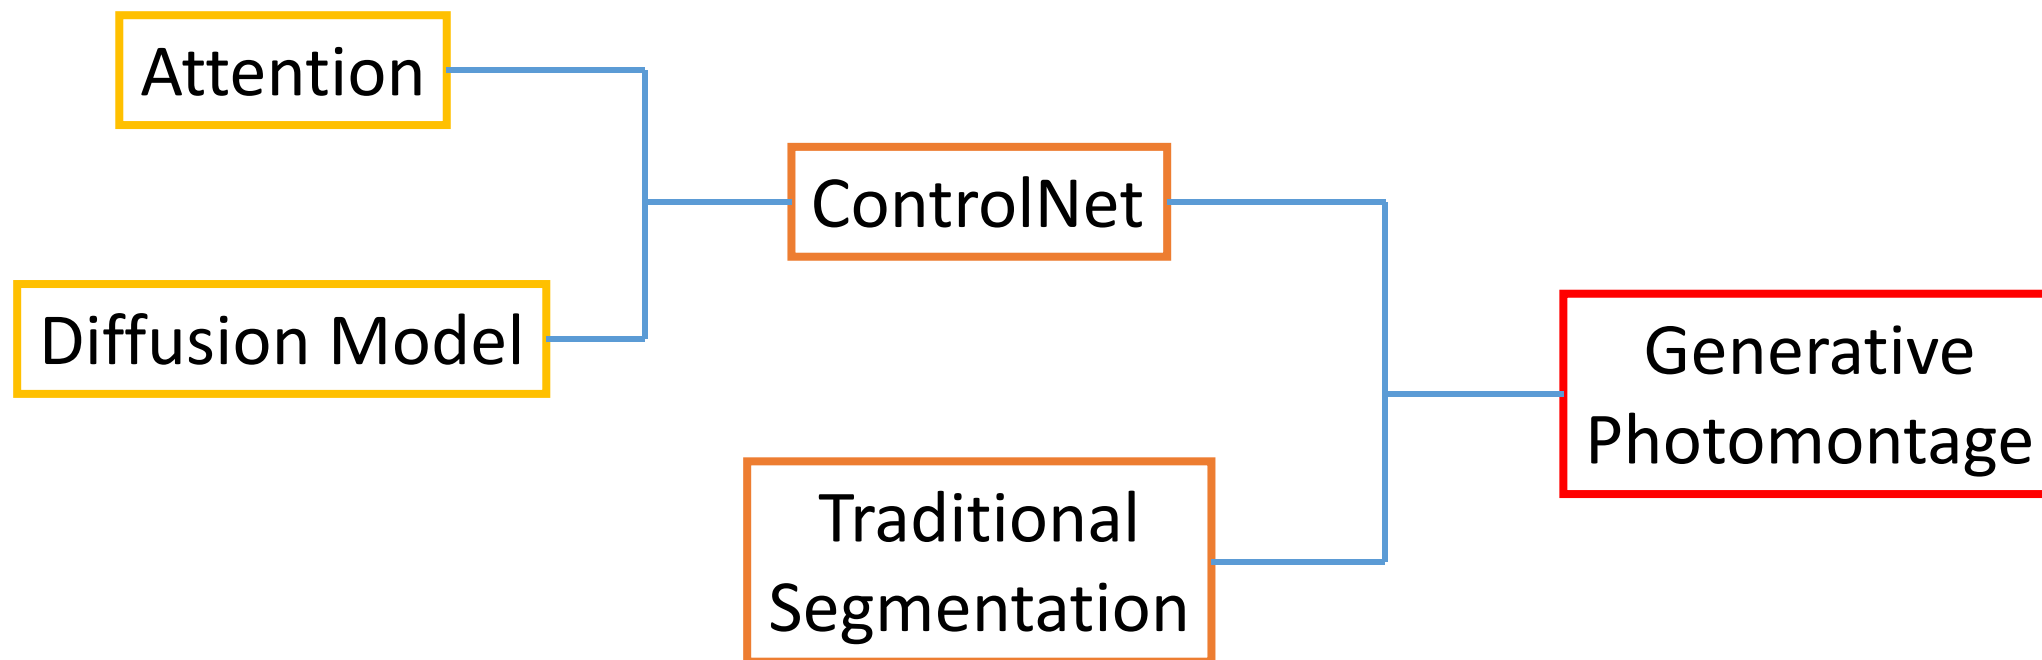 Attention
Diffusion Model
ControlNet
Traditional
Segmentation
Generative
Photomontage